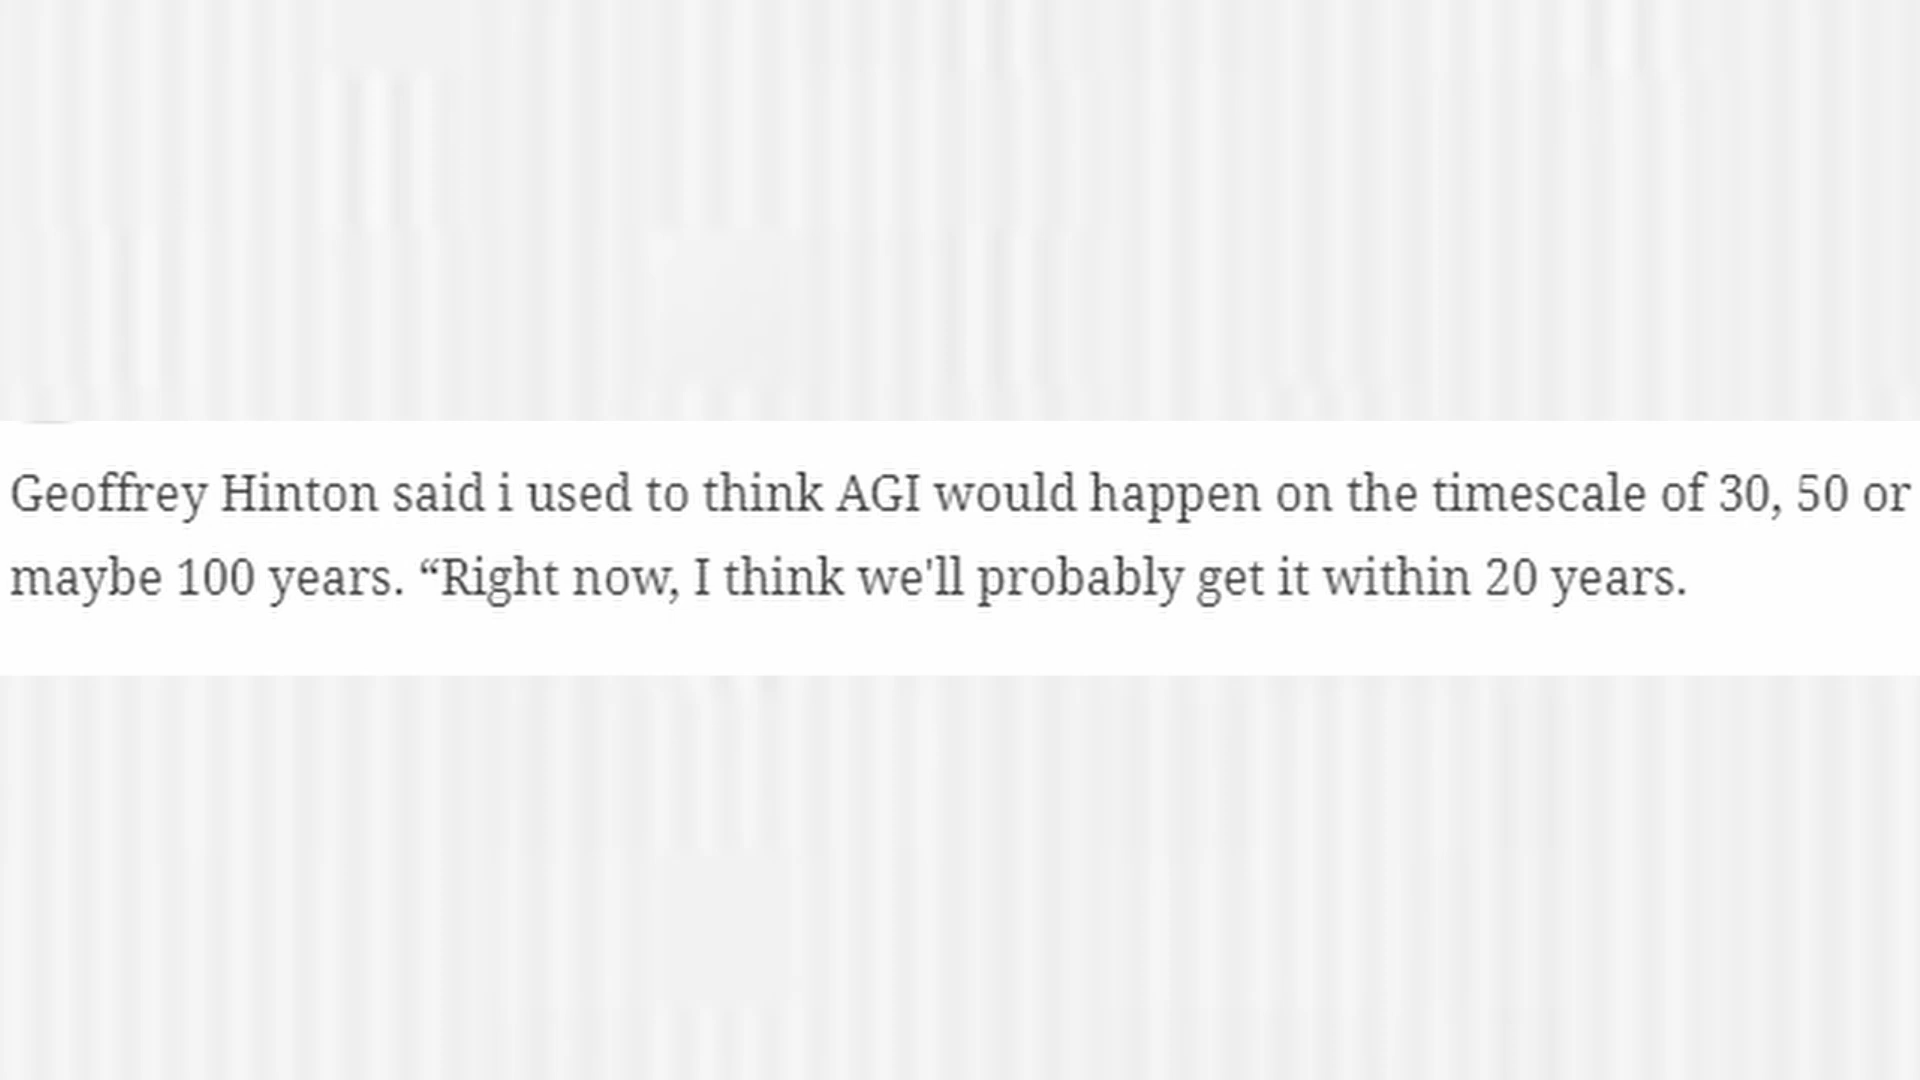 Geoffrey Hinton said i used to think AGI would happen on the timescale of 30, 50 or
maybe 100 years. “Right now, I think we'll probably get it within 20 years.